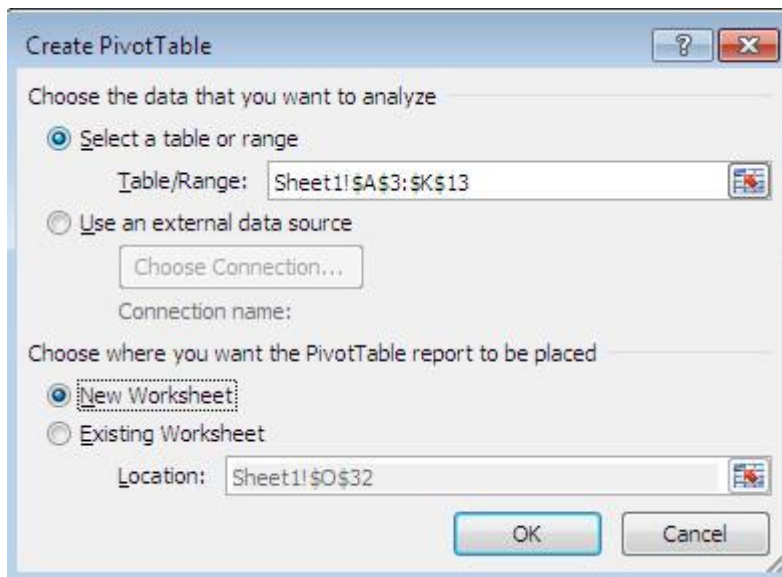 Create PivotTable
Choose the data that you want to analyze
Select a table or range
Table/Range: Sheet1!$A$3:$K$13
Use an external data source
Choose Connection...
Connection name:
Choose where you want the PivotTable report to be placed
New Worksheet
Existing Worksheet
Location: Sheet1!$O$32
OK Cancel